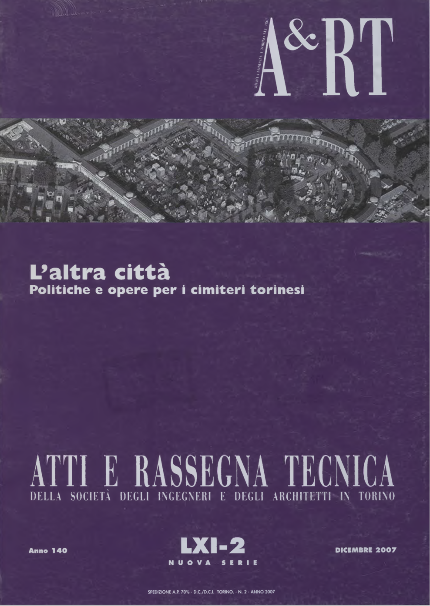 A&RT
L'altra città
Politiche e opere per i cimiteri torinesi
ATTI E RASSEGNA TECNICA
DELLA SOCIETÀ DEGLI INGEGNERI E DEGLI ARCHITETTI IN TORINO
Anno 140
LXI-2
NUOVA SERIE
DICEMBRE 2007
SPEDIZIONE A.P. 70% - D.C./D.C.I. TORINO. - N. 2 - ANNO 2007